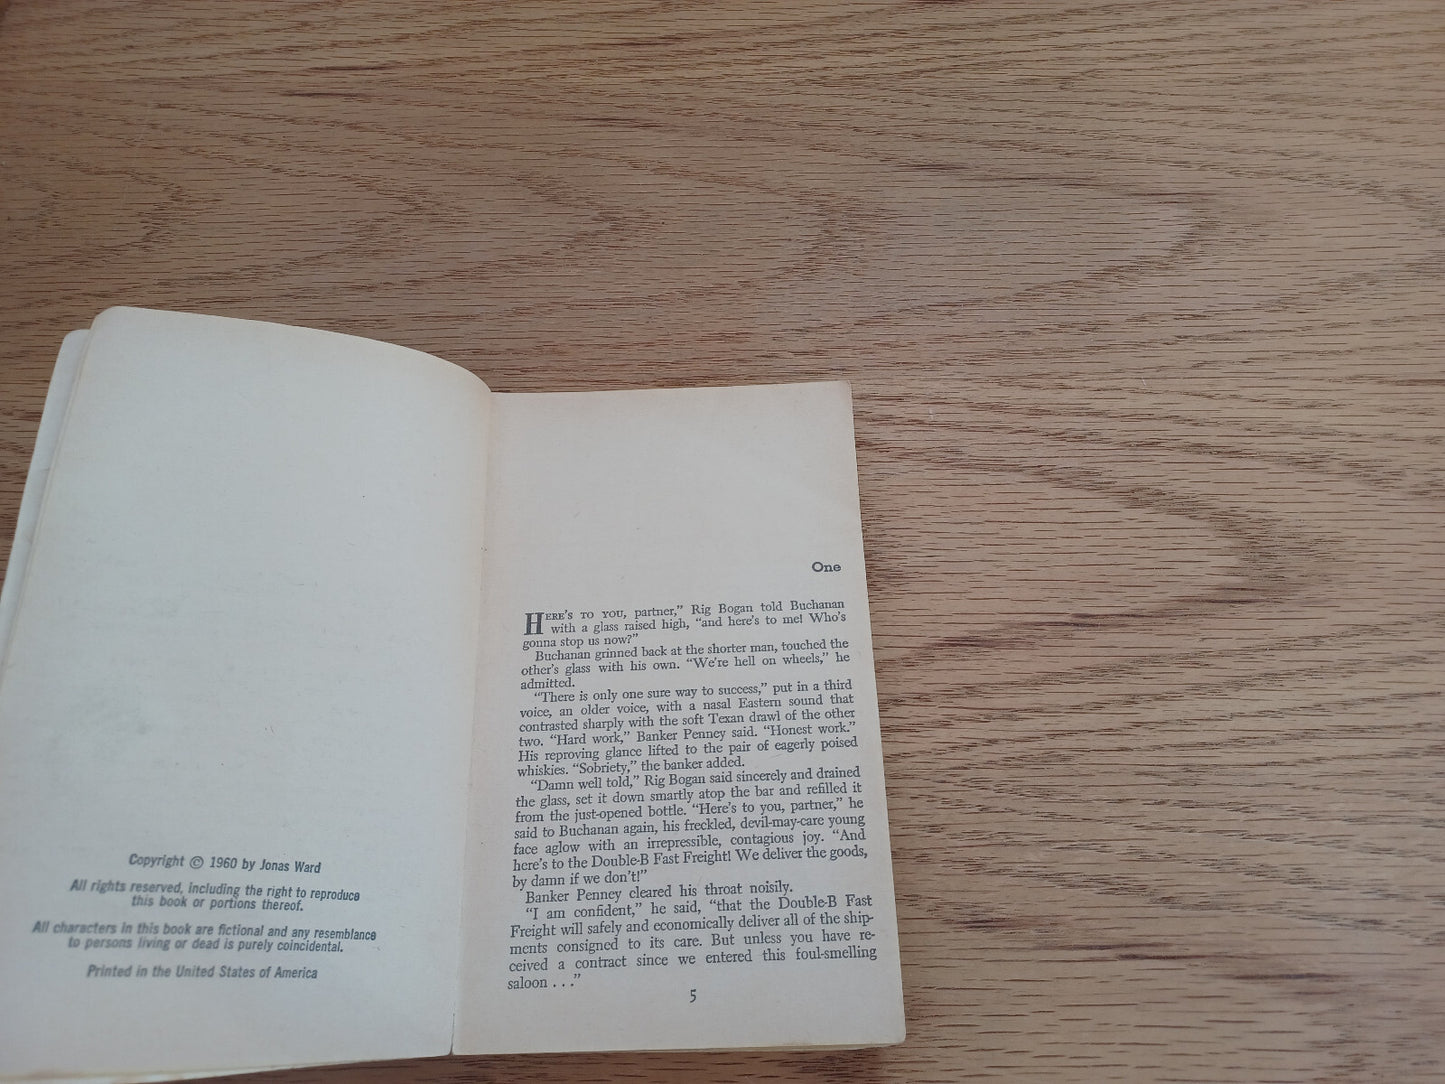 Copyright © 1960 by Jonas Ward
All rights reserved, including the right to reproduce
this book or portions thereof.
All characters in this book are fictional and any resemblance
to persons living or dead is purely coincidental.
Printed in the United States of America
One
HERE'S TO YOU, partner,” Rig Bogan told Buchanan
with a glass raised high, “and here's to me! Who's
gonna stop us now?”
Buchanan grinned back at the shorter man, touched the
other's glass with his own. “We're hell on wheels,” he
admitted.
“There is only one sure way to success,” put in a third
voice, an older voice, with a nasal Eastern sound that
contrasted sharply with the soft Texan drawl of the other
two. “Hard work,” Banker Penney said. “Honest work.”
His reproving glance lifted to the pair of eagerly poised
whiskies. “Sobriety,” the banker added.
“Damn well told,” Rig Bogan said sincerely and drained
the glass, set it down smartly atop the bar and refilled it
from the just-opened bottle. “Here's to you, partner,” he
said to Buchanan again, his freckled, devil-may-care young
face aglow with an irrepressible, contagious joy. “And
here's to the Double-B Fast Freight! We deliver the goods,
by damn if we don't!”
Banker Penney cleared his throat noisily.
“I am confident,” he said, “that the Double-B Fast
Freight will safely and economically deliver all of the ship-
ments consigned to its care. But unless you have re-
ceived a contract since we entered this foul-smelling
saloon . . .”
5